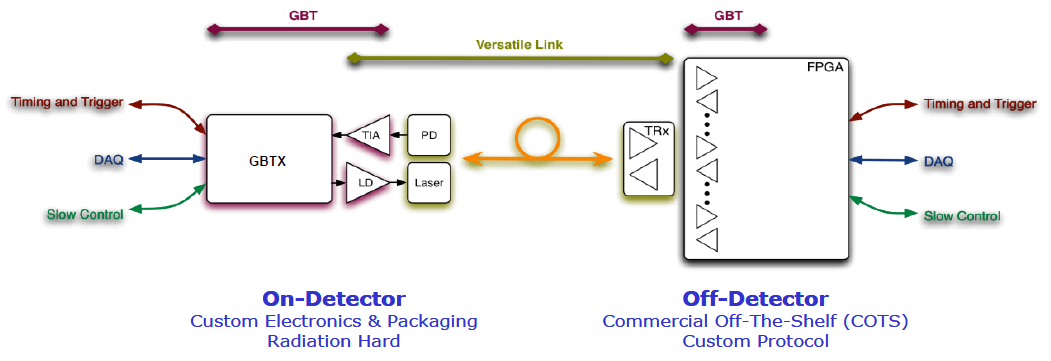 GBT
GBT
Versatile Link
FPGA
Timing and Trigger
Timing and Trigger
TIA
PD
TRx
DAQ
GBTX
DAQ
LD
Laser
Slow Control
Slow Control
On-Detector
Custom Electronics & Packaging
Radiation Hard
Off-Detector
Commercial Off-The-Shelf (COTS)
Custom Protocol